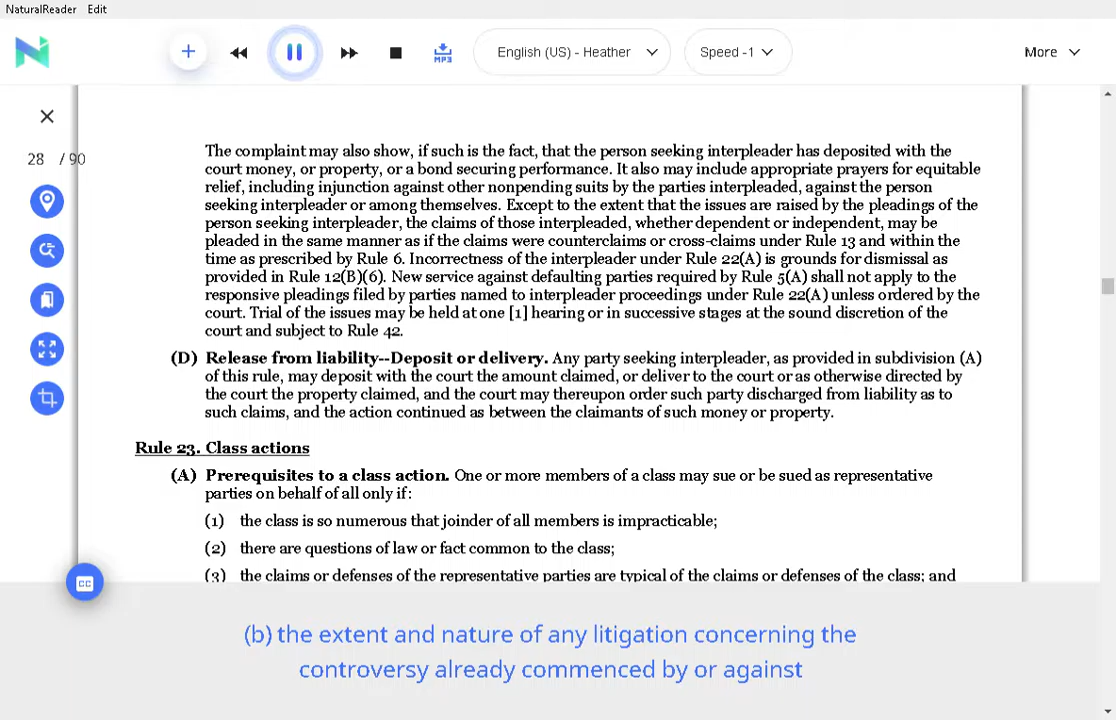 NaturalReader Edit
English (US) - Heather
Speed -1
More
MP3
28 / 90
The complaint may also show, if such is the fact, that the person seeking interpleader has deposited with the
court money, or property, or a bond securing performance. It also may include appropriate prayers for equitable
relief, including injunction against other nonpending suits by the parties interpleaded, against the person
seeking interpleader or among themselves. Except to the extent that the issues are raised by the pleadings of the
person seeking interpleader, the claims of those interpleaded, whether dependent or independent, may be
pleaded in the same manner as if the claims were counterclaims or cross-claims under Rule 13 and within the
time as prescribed by Rule 6. Incorrectness of the interpleader under Rule 22(A) is grounds for dismissal as
provided in Rule 12(B)(6). New service against defaulting parties required by Rule 5(A) shall not apply to the
responsive pleadings filed by parties named to interpleader proceedings under Rule 22(A) unless ordered by the
court. Trial of the issues may be held at one [1] hearing or in successive stages at the sound discretion of the
court and subject to Rule 42.
(D) Release from liability--Deposit or delivery. Any party seeking interpleader, as provided in subdivision (A)
of this rule, may deposit with the court the amount claimed, or deliver to the court or as otherwise directed by
the court the property claimed, and the court may thereupon order such party discharged from liability as to
such claims, and the action continued as between the claimants of such money or property.
Rule 23. Class actions
(A) Prerequisites to a class action. One or more members of a class may sue or be sued as representative
parties on behalf of all only if:
(1) the class is so numerous that joinder of all members is impracticable;
(2) there are questions of law or fact common to the class;
(3) the claims or defenses of the representative parties are typical of the claims or defenses of the class; and
CC
(b) the extent and nature of any litigation concerning the
controversy already commenced by or against